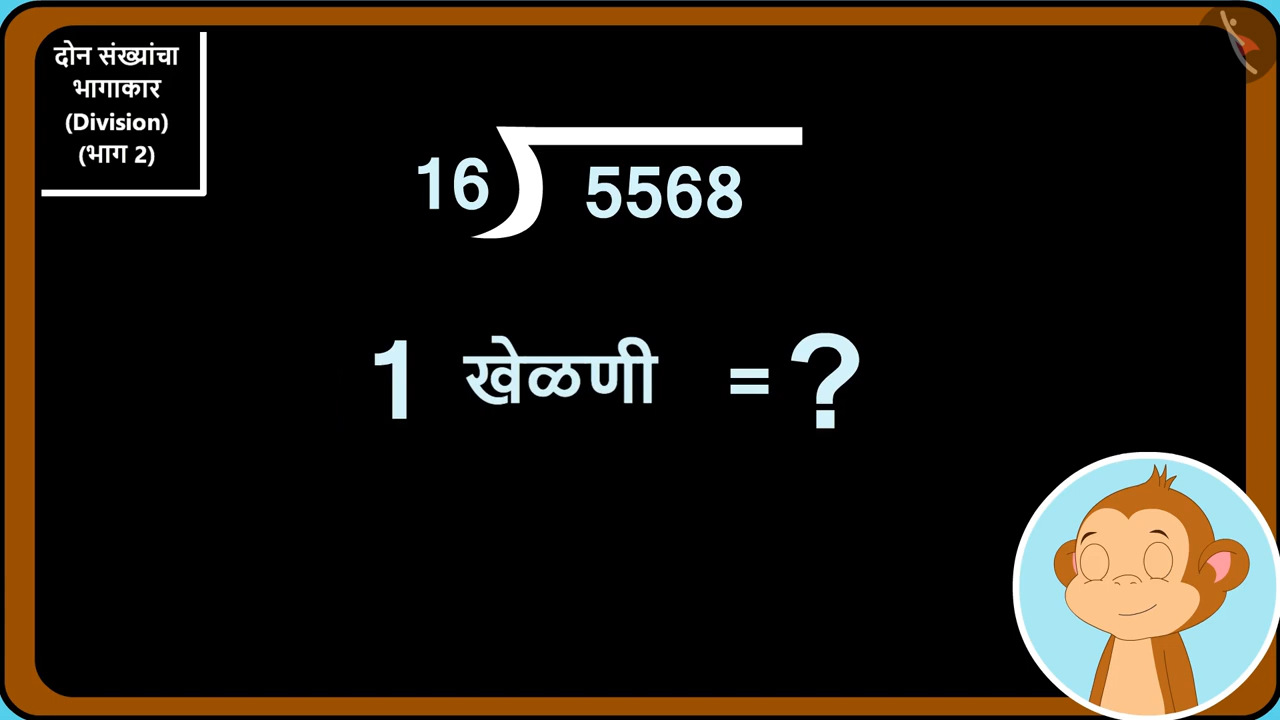 दोन संख्यांचा
भागाकार
(Division)
(भाग 2)
16 5568
1 खेळणी = ?